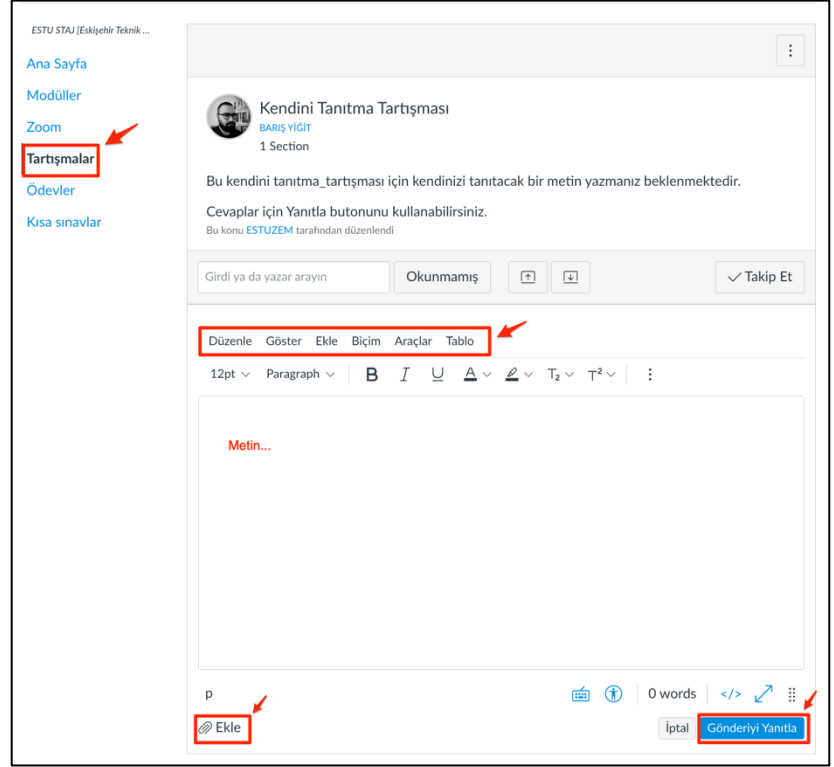 ESTU STAJ [Eskişehir Teknik ...
Ana Sayfa
Modüller
Zoom
Tartışmalar
Ödevler
Kısa sınavlar
Kendini Tanıtma Tartışması
BARIŞ YİĞİT
1 Section
Bu kendini tanıtma_tartışması için kendinizi tanıtacak bir metin yazmanız beklenmektedir.
Cevaplar için Yanıtla butonunu kullanabilirsiniz.
Bu konu ESTUZEM tarafından düzenlendi
Girdi ya da yazar arayın Okunmamış Takip Et
Düzenle Göster Ekle Biçim Araçlar Tablo
12pt Paragraph B I U A T₂ T²
Metin...
p 0 words </>
Ekle İptal Gönderiyi Yanıtla